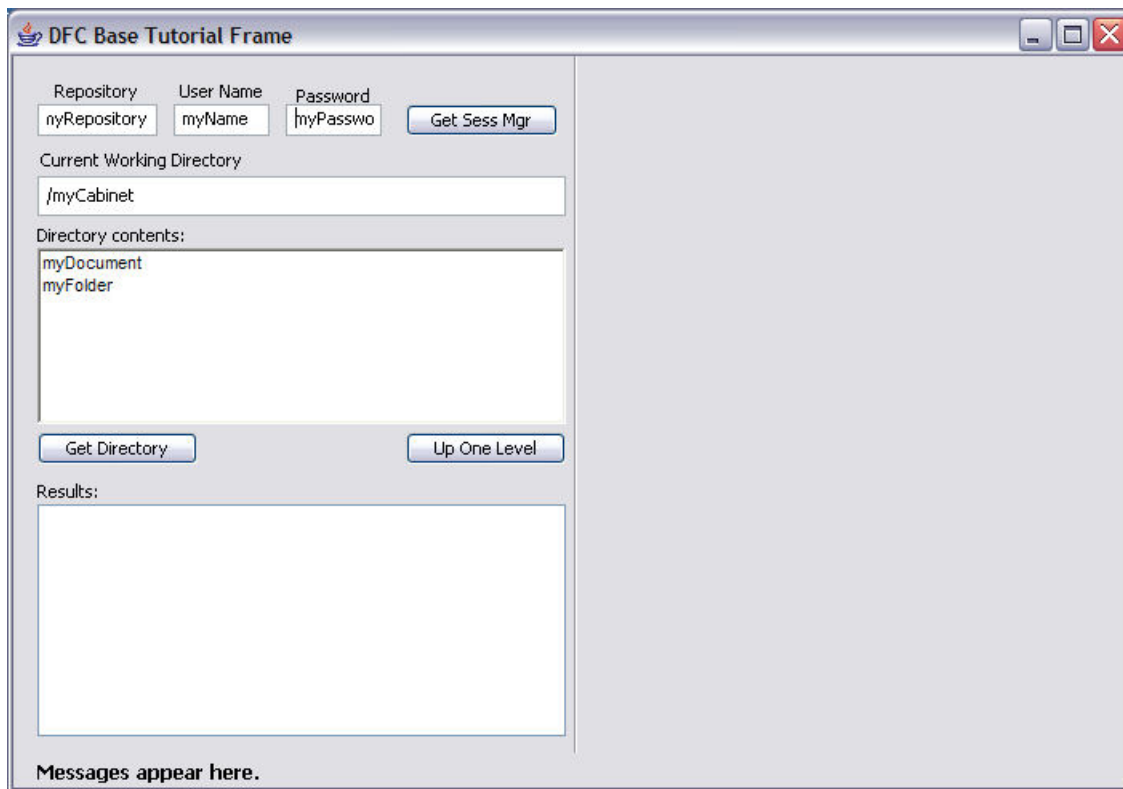 DFC Base Tutorial Frame
Repository User Name Password
nyRepository myName myPasswo Get Sess Mgr
Current Working Directory
/myCabinet
Directory contents:
myDocument
myFolder
Get Directory Up One Level
Results:
Messages appear here.